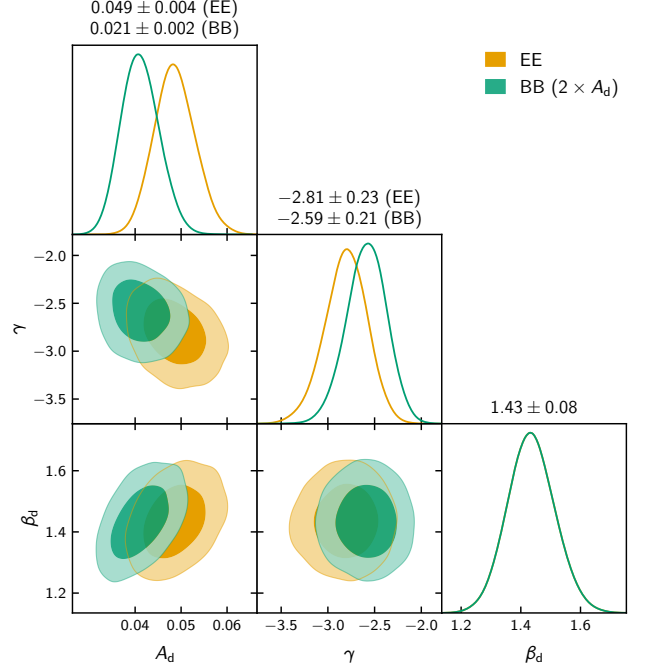 0.049 ± 0.004 (EE)
0.021 ± 0.002 (BB)
EE
BB (2 × A_d)
−2.81 ± 0.23 (EE)
−2.59 ± 0.21 (BB)
1.43 ± 0.08
−2.0
−2.5
−3.0
−3.5
γ
1.6
1.4
1.2
β_d
0.04 0.05 0.06
−3.5 −3.0 −2.5 −2.0
1.2 1.4 1.6
A_d
γ
β_d